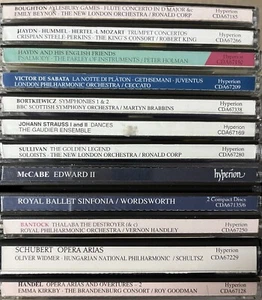 BOUGHTON AYLESBURY GAMES · FLUTE CONCERTO IN D MAJOR &c Hyperion
EMILY BEYNON · THE NEW LONDON ORCHESTRA / RONALD CORP CDA67185
HAYDN · HUMMEL · HERTEL · L MOZART TRUMPET CONCERTOS Hyperion
CRISPIAN STEELE-PERKINS · THE KING'S CONSORT / ROBERT KING CDA67266
HAYDN AND HIS ENGLISH FRIENDS Hyperion
PSALMODY · THE PARLEY OF INSTRUMENTS / PETER HOLMAN
VICTOR DE SABATA LA NOTTE DI PLÀTON · GETHSEMANI · JUVENTUS Hyperion
LONDON PHILHARMONIC ORCHESTRA / CECCATO CDA67209
BORTKIEWICZ SYMPHONIES 1 & 2 Hyperion
BBC SCOTTISH SYMPHONY ORCHESTRA / MARTYN BRABBINS CDA67338
JOHANN STRAUSS I and II DANCES Hyperion
THE GAUDIER ENSEMBLE CDA67169
SULLIVAN THE GOLDEN LEGEND Hyperion
SOLOISTS · THE NEW LONDON ORCHESTRA / RONALD CORP CDA67280
McCABE EDWARD II hyperion
ROYAL BALLET SINFONIA / WORDSWORTH 2 Compact Discs
CDA67135/6
BANTOCK THALABA THE DESTROYER (& c) Hyperion
ROYAL PHILHARMONIC ORCHESTRA / VERNON HANDLEY CDA67250
SCHUBERT OPERA ARIAS Hyperion
OLIVER WIDMER · HUNGARIAN NATIONAL PHILHARMONIC / SCHULTSZ CDA67229
HANDEL OPERA ARIAS AND OVERTURES – 2 Hyperion
EMMA KIRKBY · THE BRANDENBURG CONSORT / ROY GOODMAN CDA67128